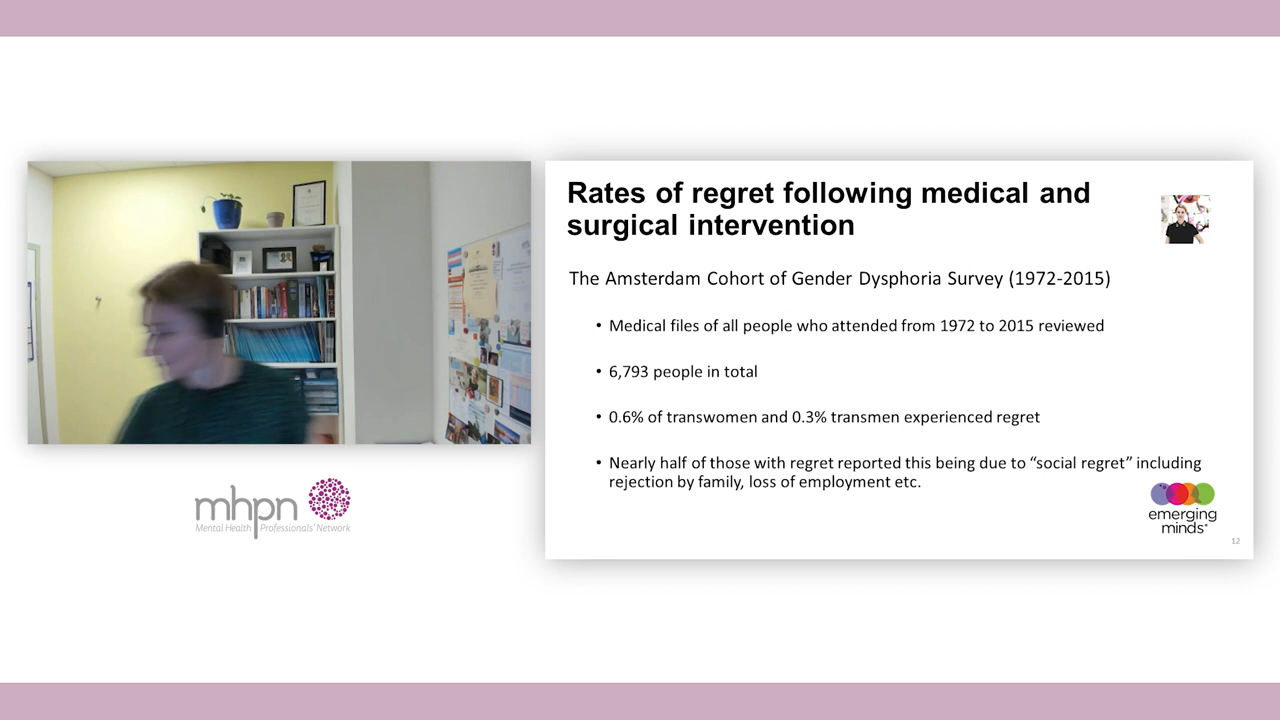 Rates of regret following medical and
surgical intervention
The Amsterdam Cohort of Gender Dysphoria Survey (1972-2015)
• Medical files of all people who attended from 1972 to 2015 reviewed
• 6,793 people in total
• 0.6% of transwomen and 0.3% transmen experienced regret
• Nearly half of those with regret reported this being due to “social regret” including
rejection by family, loss of employment etc.
emerging
minds
12
mhpn
Mental Health Professionals' Network